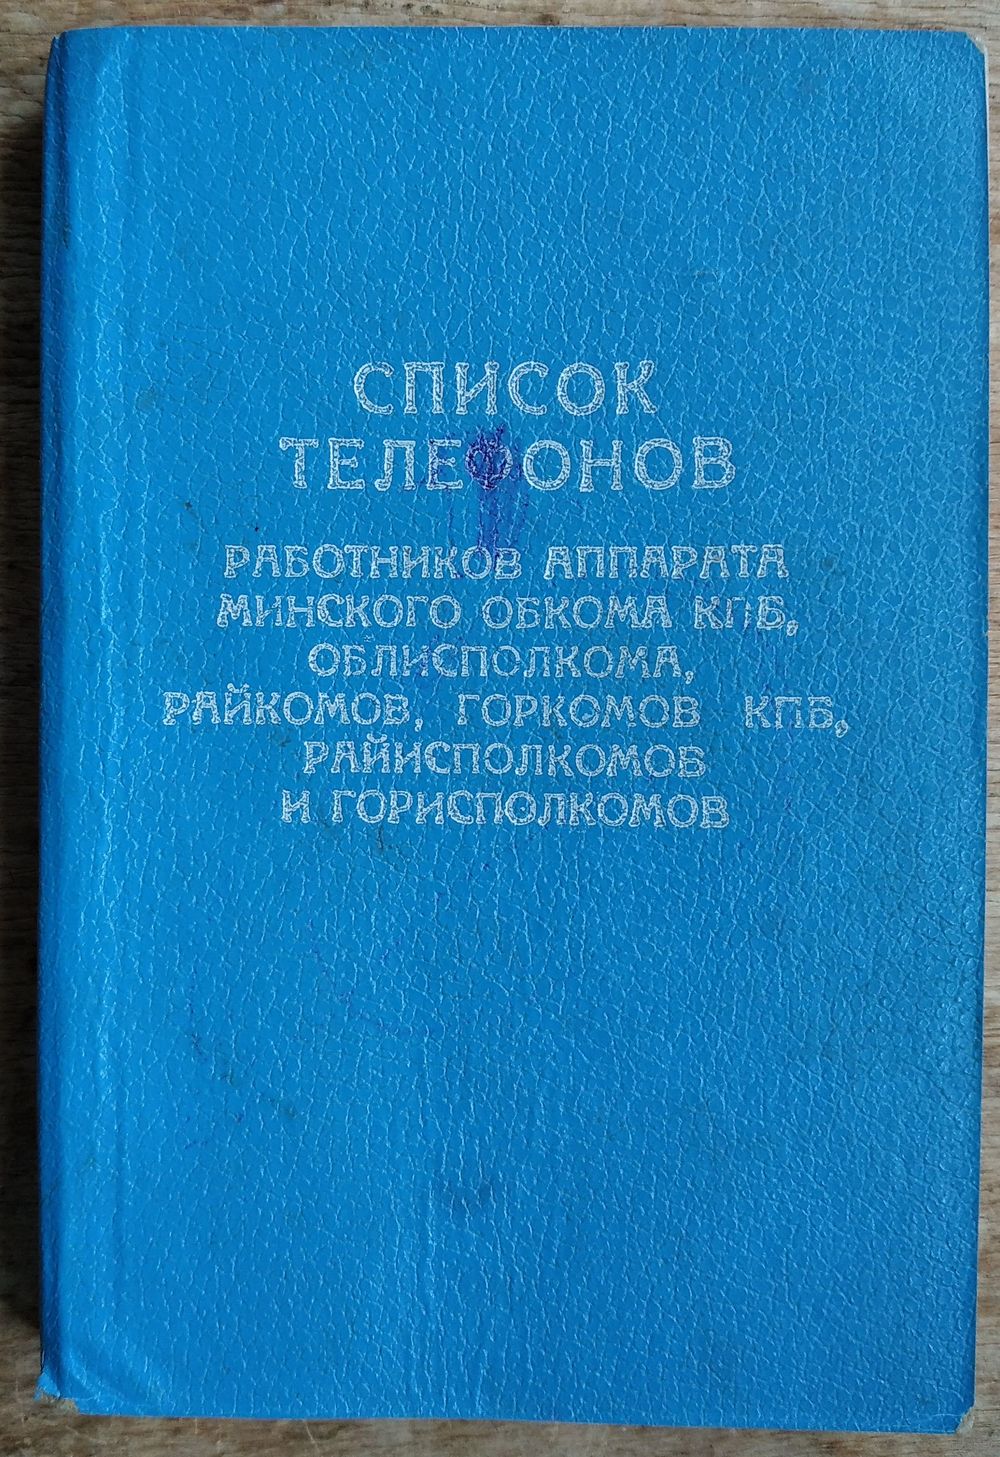 СПИСОК
ТЕЛЕФОНОВ
РАБОТНИКОВ АППАРАТА
МИНСКОГО ОБКОМА КПБ,
ОБЛИСПОЛКОМА,
РАЙКОМОВ, ГОРКОМОВ КПБ,
РАЙИСПОЛКОМОВ
И ГОРИСПОЛКОМОВ